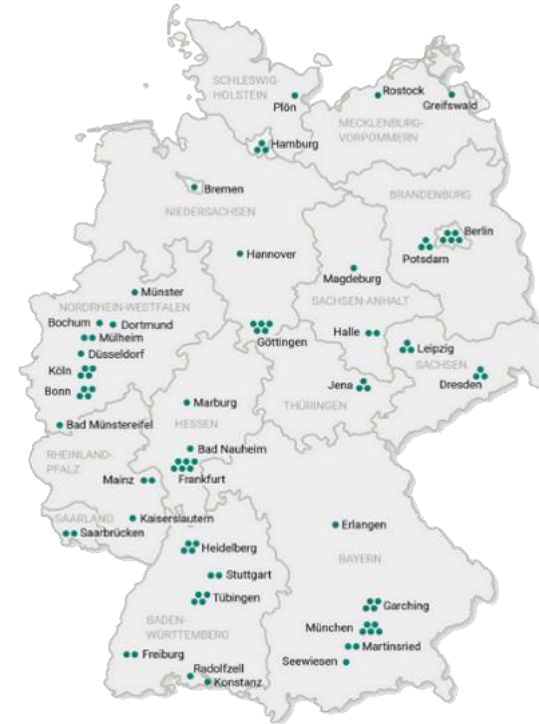 SCHLESWIG-
HOLSTEIN
Plön
Rostock
Greifswald
MECKLENBURG-
VORPOMMERN
Hamburg
Bremen
NIEDERSACHSEN
BRANDENBURG
Berlin
Potsdam
Hannover
Magdeburg
SACHSEN-ANHALT
Münster
NORDRHEIN-WESTFALEN
Bochum
Dortmund
Mülheim
Düsseldorf
Köln
Bonn
Bad Münstereifel
Göttingen
Halle
Leipzig
SACHSEN
Dresden
Jena
THÜRINGEN
Marburg
HESSEN
Bad Nauheim
Frankfurt
RHEINLAND-
PFALZ
Mainz
SAARLAND
Kaiserslautern
Saarbrücken
Erlangen
BAYERN
Heidelberg
Stuttgart
Tübingen
BADEN-
WÜRTTEMBERG
Freiburg
Radolfzell
Konstanz
Garching
München
Martinsried
Seewiesen